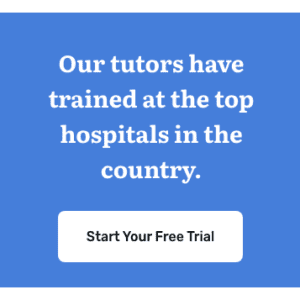 Our tutors have
trained at the top
hospitals in the
country.
Start Your Free Trial